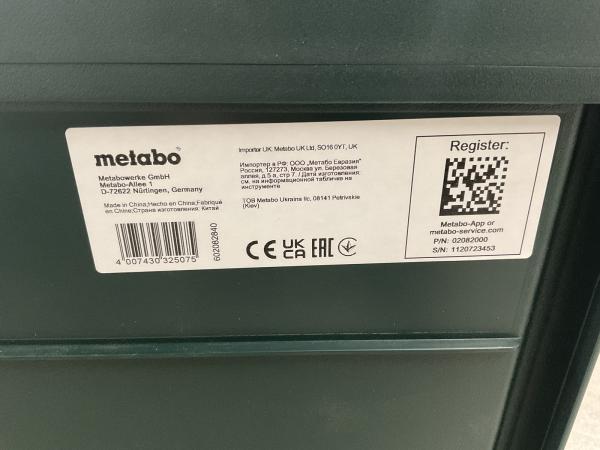 metabo
Metabowerke GmbH
Metabo-Allee 1
D-72622 Nürtingen, Germany
Made in China,Hecho en China,Fabriqué
en Chine;Страна изготовления: Китай
4 007430 325075
602082840
Importer UK: Metabo UK Ltd, SO16 0YT, UK
Импортер в РФ: ООО „Метабо Евразия"
Россия, 127273, Москва ул. Березовая
аллея, д.5 а, стр 7. / Дата изготовления:
см. на информационной табличке на
инструменте
ТОВ Metabo Ukraina llc, 08141 Petrivske
(Kiev)
CE UK
CA EAC
Register:
Metabo-App or
metabo-service.com
P/N: 02082000
S/N: 1120723453